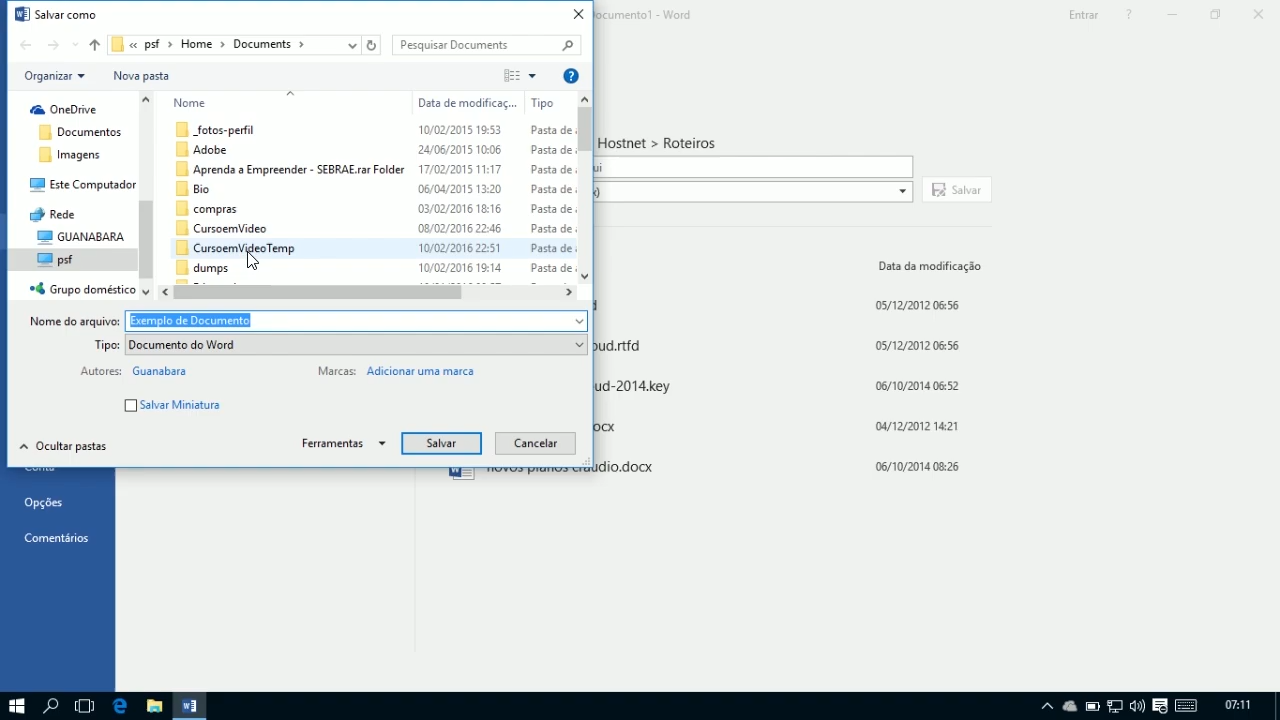 Salvar como
Documento1 - Word
Entrar
?
« psf > Home > Documents >
Pesquisar Documents
Organizar
Nova pasta
?
OneDrive
Documentos
Imagens
Este Computador
Rede
GUANABARA
psf
Grupo doméstico
Nome
Data de modificaç...
Tipo
_fotos-perfil 10/02/2015 19:53 Pasta de
Adobe 24/06/2015 10:06 Pasta de
Aprenda a Empreender - SEBRAE.rar Folder 17/02/2015 11:17 Pasta de
Bio 06/04/2015 13:20 Pasta de
compras 03/02/2016 18:16 Pasta de
CursoemVideo 08/02/2016 22:46 Pasta de
CursoemVideoTemp 10/02/2016 22:51 Pasta de
dumps 10/02/2016 19:14 Pasta de
Nome do arquivo: Exemplo de Documento
Tipo: Documento do Word
Autores: Guanabara
Marcas: Adicionar uma marca
Salvar Miniatura
Ocultar pastas
Ferramentas
Salvar
Cancelar
Hostnet > Roteiros
ui
x)
Salvar
Data da modificação
d 05/12/2012 06:56
oud.rtfd 05/12/2012 06:56
ud-2014.key 06/10/2014 06:52
ocx 04/12/2012 14:21
novos planos claudio.docx 06/10/2014 08:26
Conta
Opções
Comentários
07:11